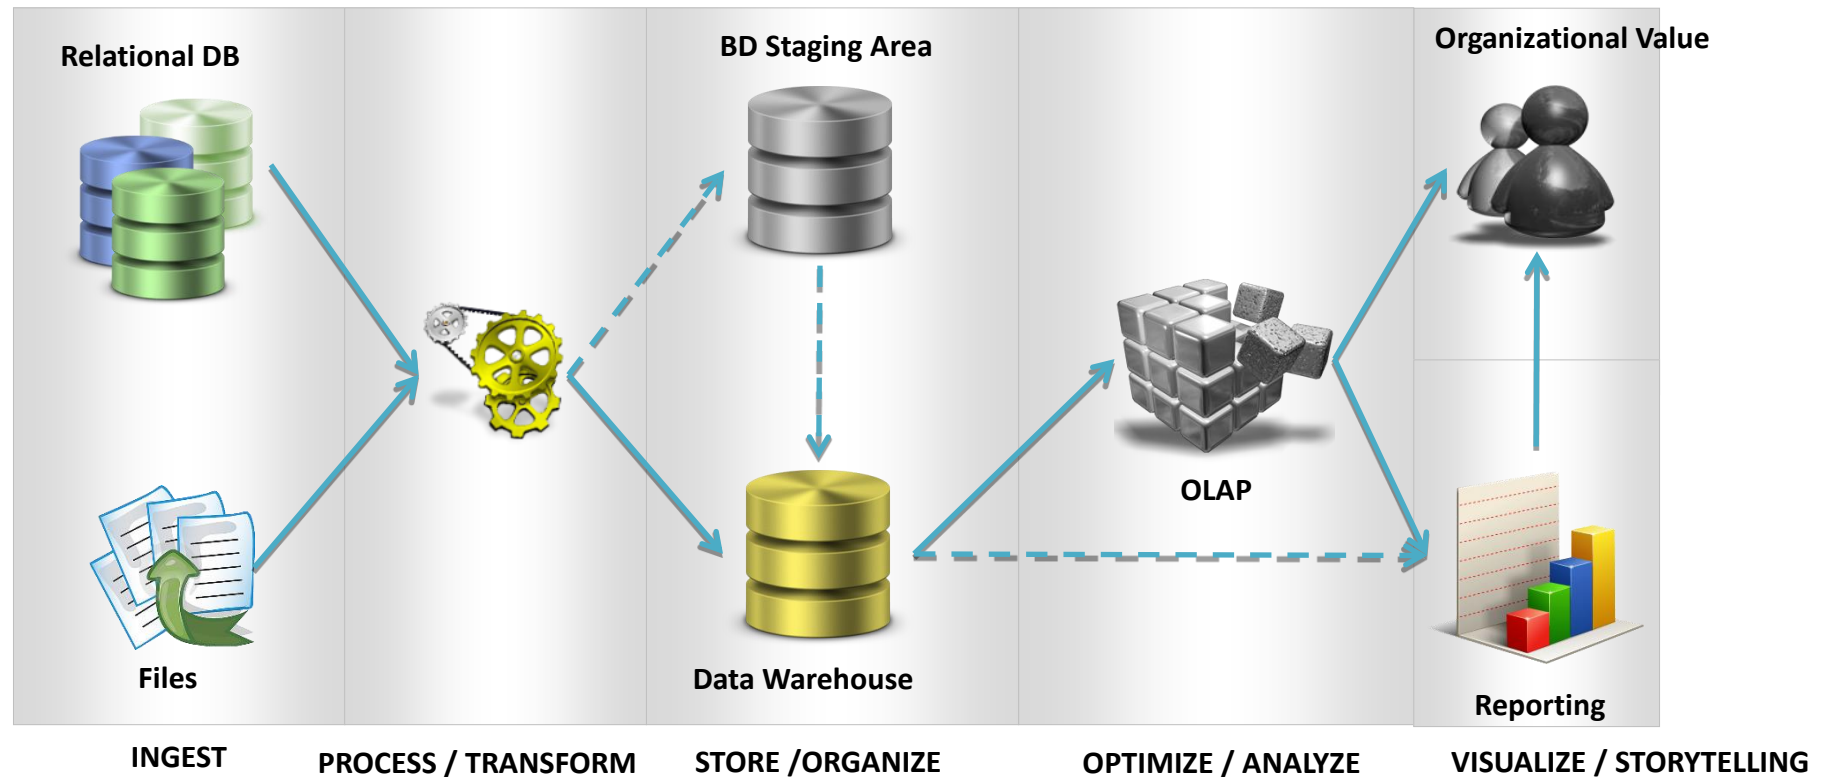 Relational DB
BD Staging Area
Organizational Value
OLAP
Files
Data Warehouse
Reporting
INGEST
PROCESS / TRANSFORM
STORE /ORGANIZE
OPTIMIZE / ANALYZE
VISUALIZE / STORYTELLING